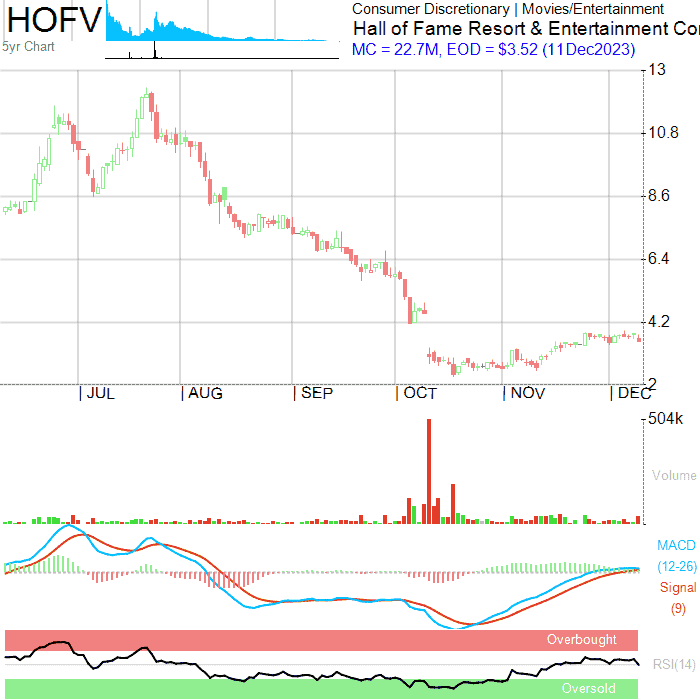 HOFV
5yr Chart
Consumer Discretionary | Movies/Entertainment
Hall of Fame Resort & Entertainment Co
MC = 22.7M, EOD = $3.52 (11Dec2023)
13
10.8
8.6
6.4
4.2
2
JUL
AUG
SEP
OCT
NOV
DEC
504k
Volume
MACD
(12-26)
Signal
(9)
Overbought
RSI(14)
Oversold